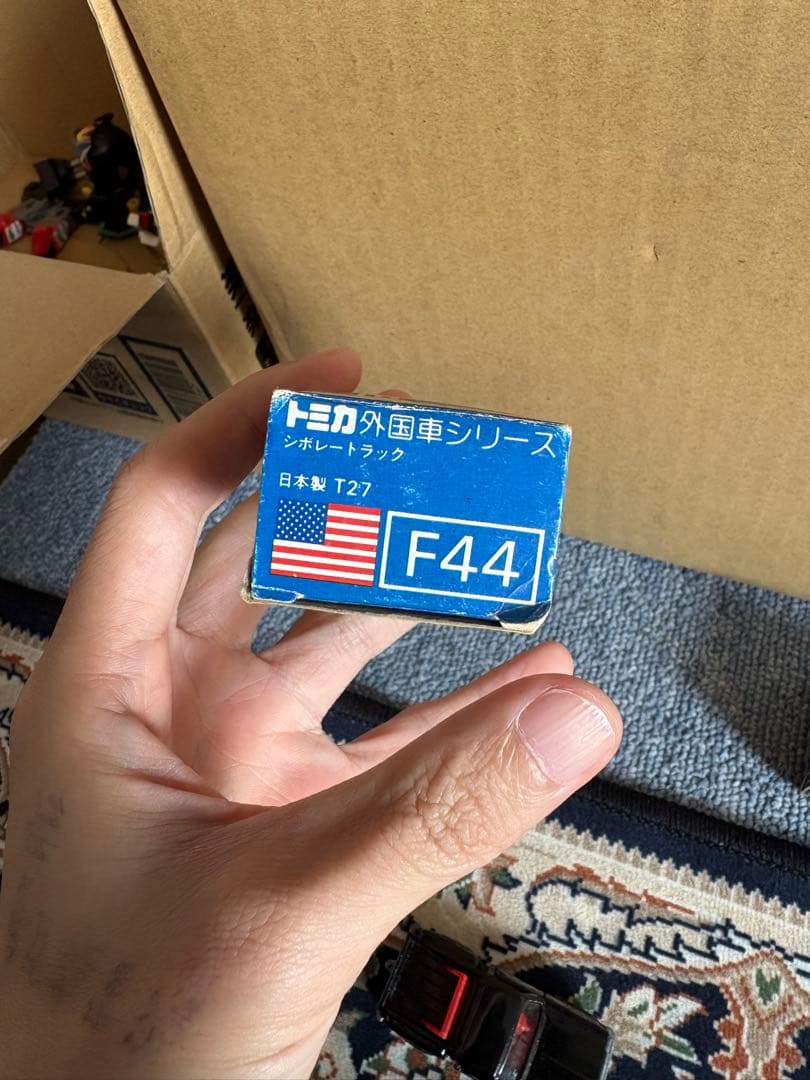 トミカ外国車シリーズ
シボレートラック
日本製 T27
F44